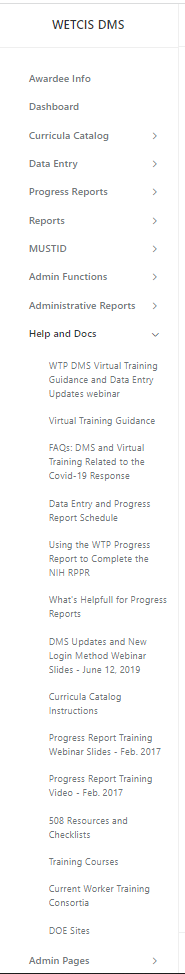 WETCIS DMS
Awardee Info
Dashboard
Curricula Catalog
Data Entry
Progress Reports
Reports
MUSTID
Admin Functions
Administrative Reports
Help and Docs
WTP DMS Virtual Training
Guidance and Data Entry
Updates webinar
Virtual Training Guidance
FAQs: DMS and Virtual
Training Related to the
Covid-19 Response
Data Entry and Progress
Report Schedule
Using the WTP Progress
Report to Complete the
NIH RPPR
What's Helpfull for Progress
Reports
DMS Updates and New
Login Method Webinar
Slides - June 12, 2019
Curricula Catalog
Instructions
Progress Report Training
Webinar Slides - Feb. 2017
Progress Report Training
Video - Feb. 2017
508 Resources and
Checklists
Training Courses
Current Worker Training
Consortia
DOE Sites
Admin Pages